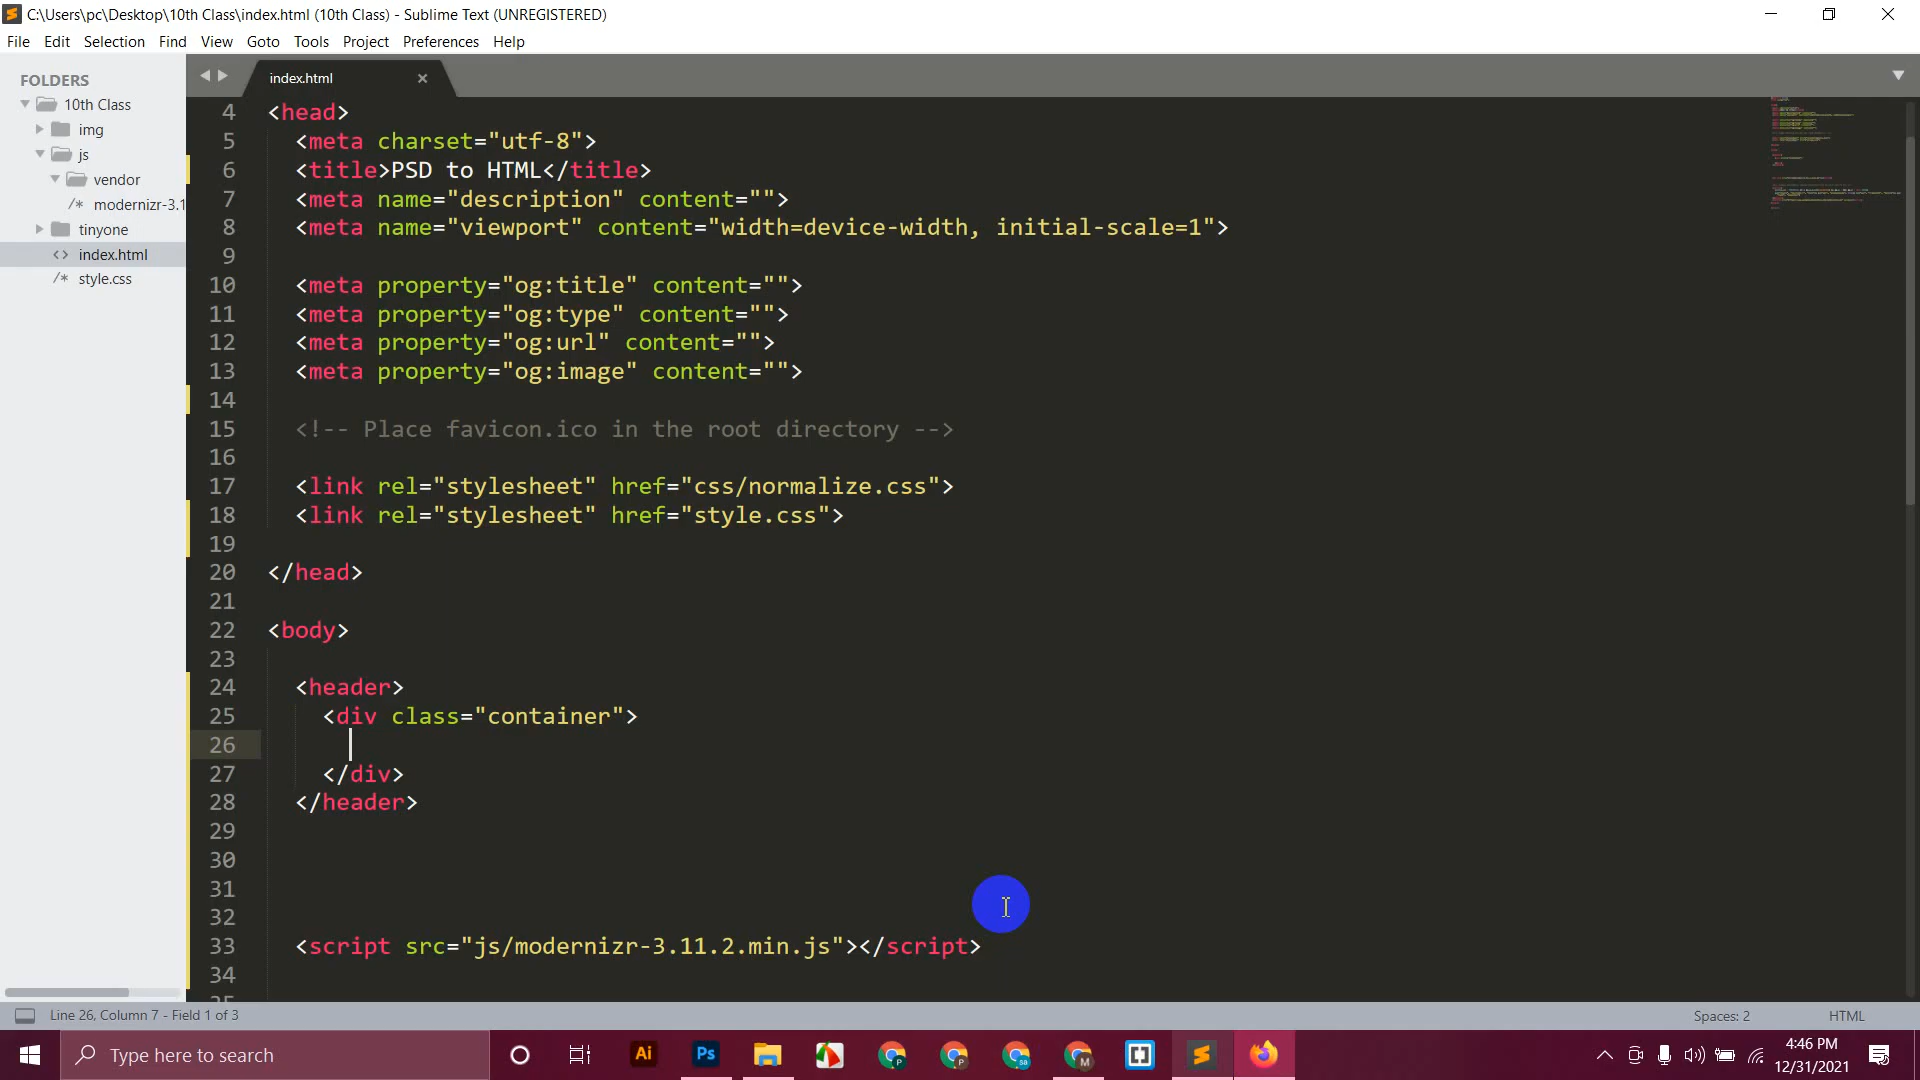 C:\Users\pc\Desktop\10th Class\index.html (10th Class) - Sublime Text (UNREGISTERED)
File Edit Selection Find View Goto Tools Project Preferences Help
FOLDERS
10th Class
img
js
vendor
modernizr-3.1
tinyone
index.html
style.css
index.html
4 <head>
5 <meta charset="utf-8">
6 <title>PSD to HTML</title>
7 <meta name="description" content="">
8 <meta name="viewport" content="width=device-width, initial-scale=1">
9
10 <meta property="og:title" content="">
11 <meta property="og:type" content="">
12 <meta property="og:url" content="">
13 <meta property="og:image" content="">
14
15 <!-- Place favicon.ico in the root directory -->
16
17 <link rel="stylesheet" href="css/normalize.css">
18 <link rel="stylesheet" href="style.css">
19
20 </head>
21
22 <body>
23
24 <header>
25 <div class="container">
26
27 </div>
28 </header>
29
30
31
32
33 <script src="js/modernizr-3.11.2.min.js"></script>
34
Line 26, Column 7 - Field 1 of 3
Spaces: 2
HTML
Type here to search
Ai
Ps
4:46 PM
12/31/2021